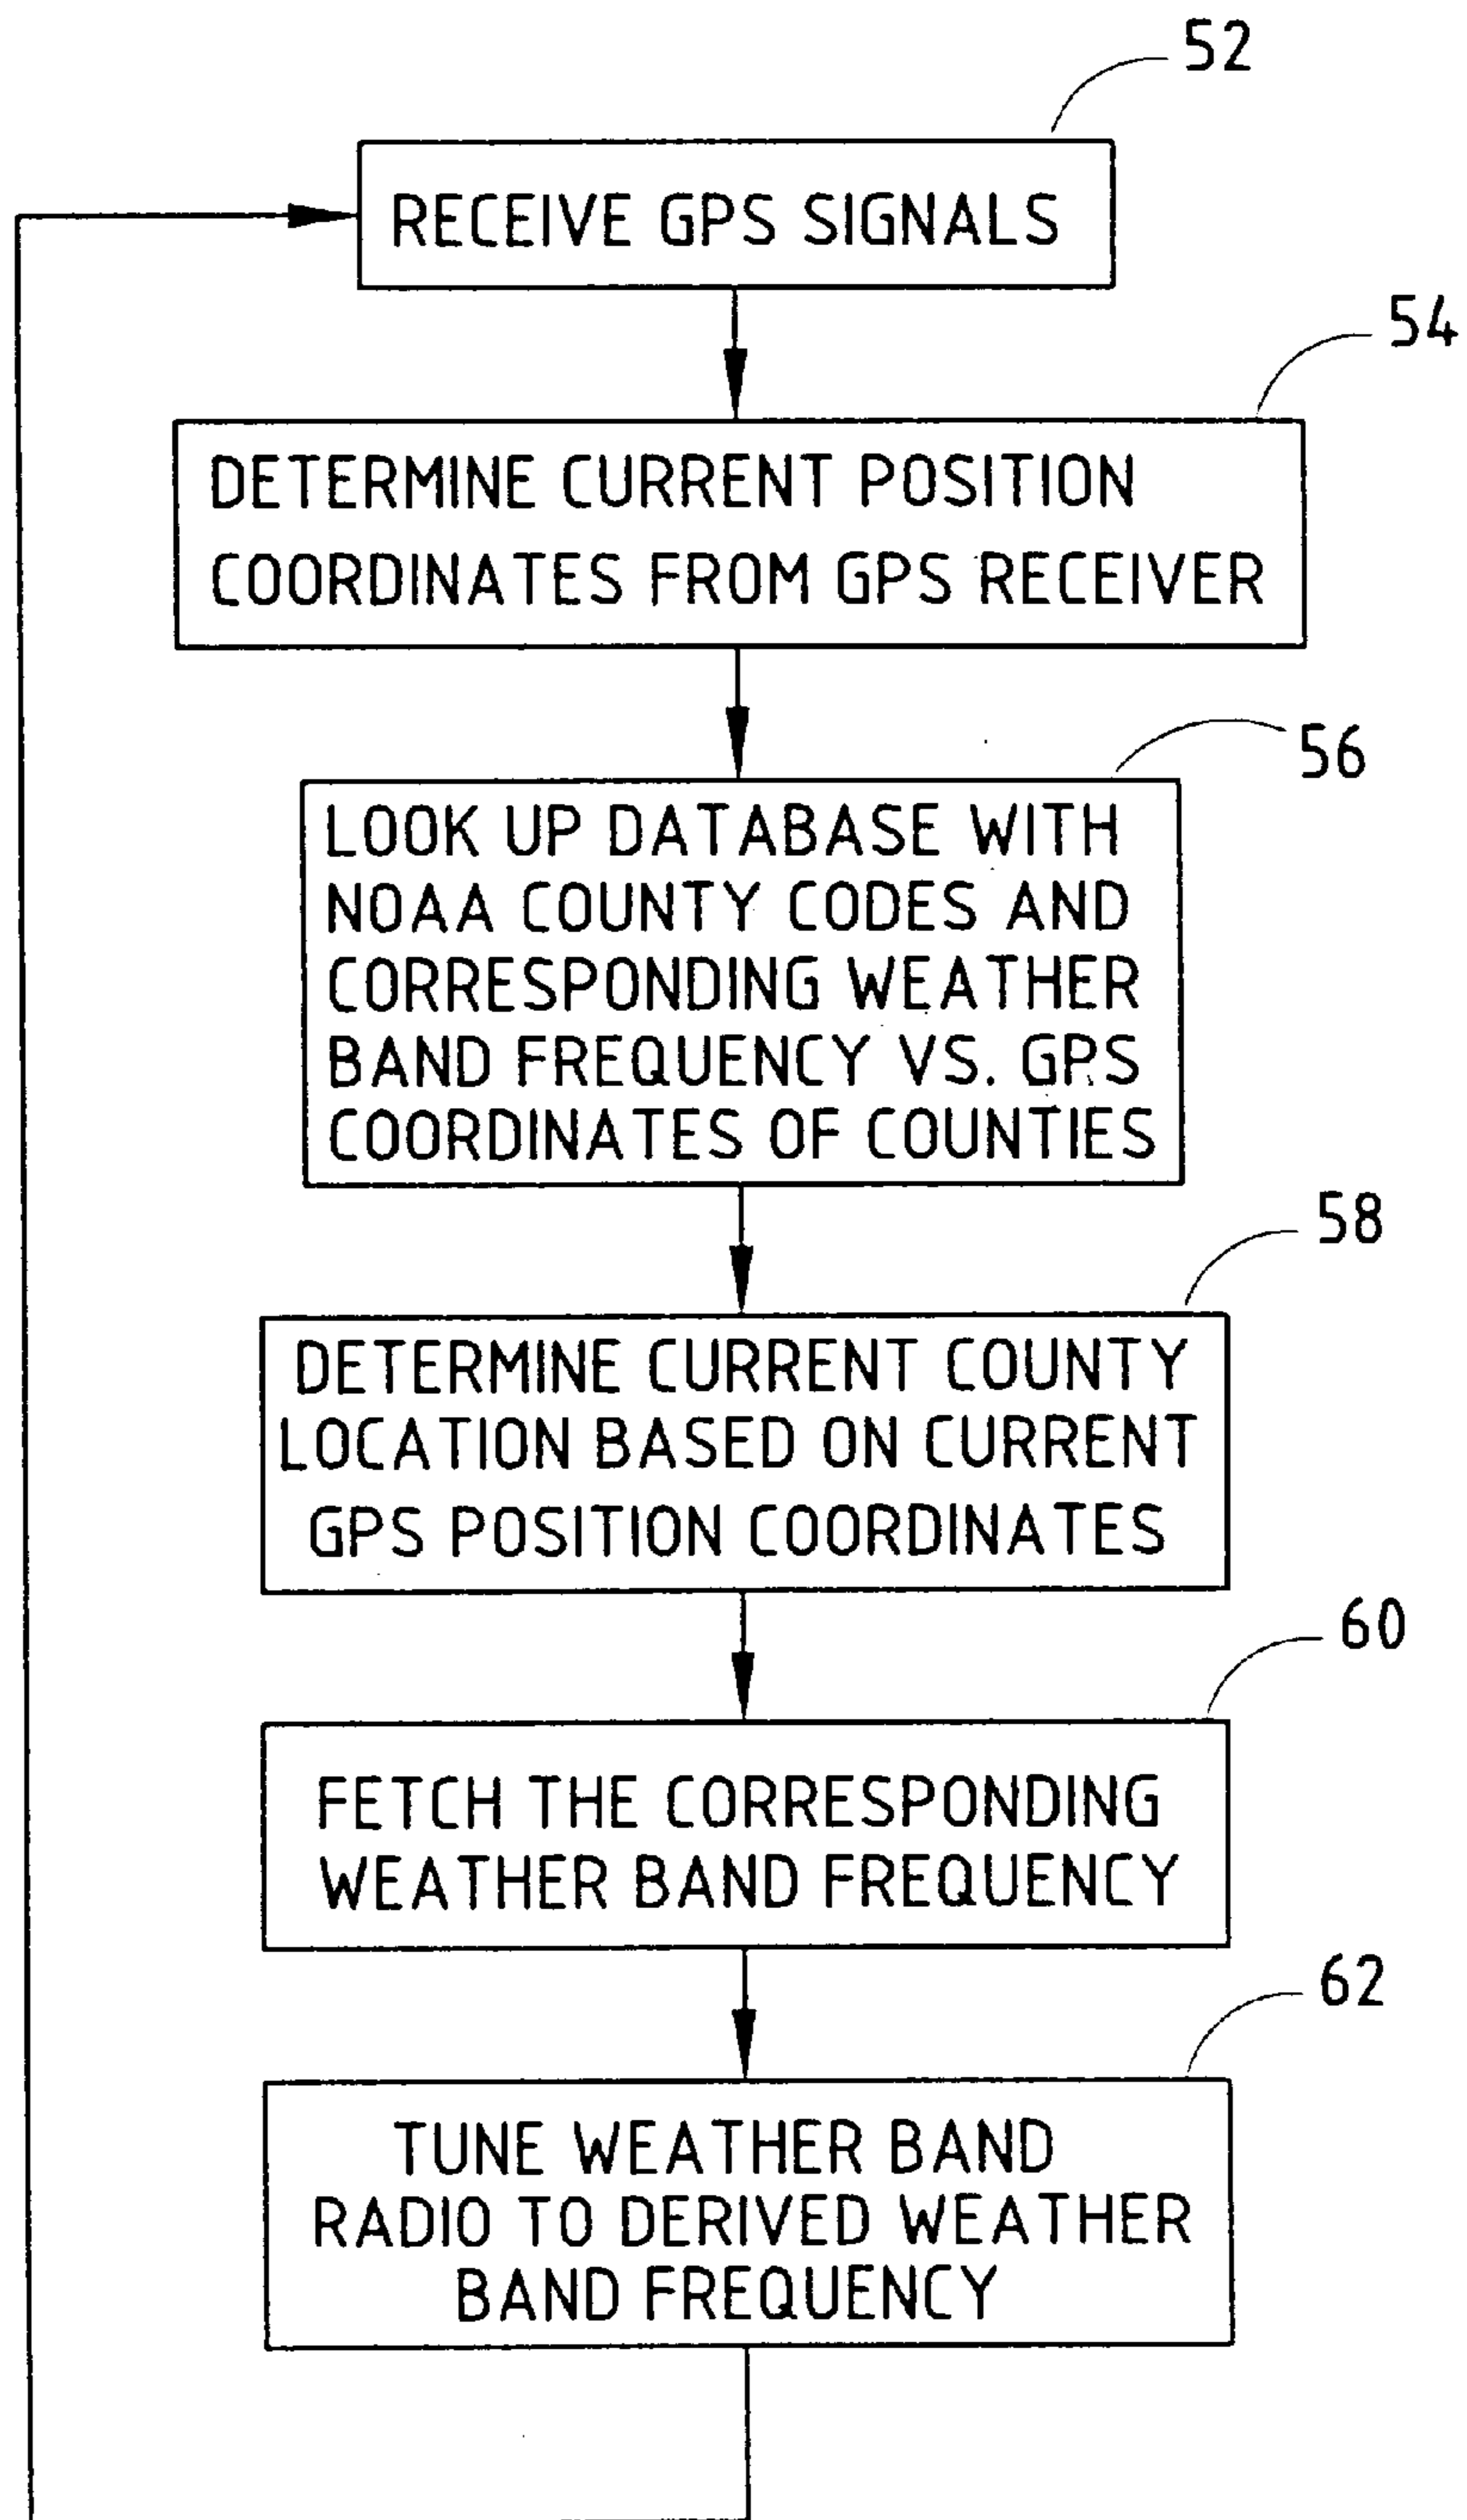 52
RECEIVE GPS SIGNALS
54
DETERMINE CURRENT POSITION
COORDINATES FROM GPS RECEIVER
56
LOOK UP DATABASE WITH
NOAA COUNTY CODES AND
CORRESPONDING WEATHER
BAND FREQUENCY VS. GPS
COORDINATES OF COUNTIES
58
DETERMINE CURRENT COUNTY
LOCATION BASED ON CURRENT
GPS POSITION COORDINATES
60
FETCH THE CORRESPONDING
WEATHER BAND FREQUENCY
62
TUNE WEATHER BAND
RADIO TO DERIVED WEATHER
BAND FREQUENCY